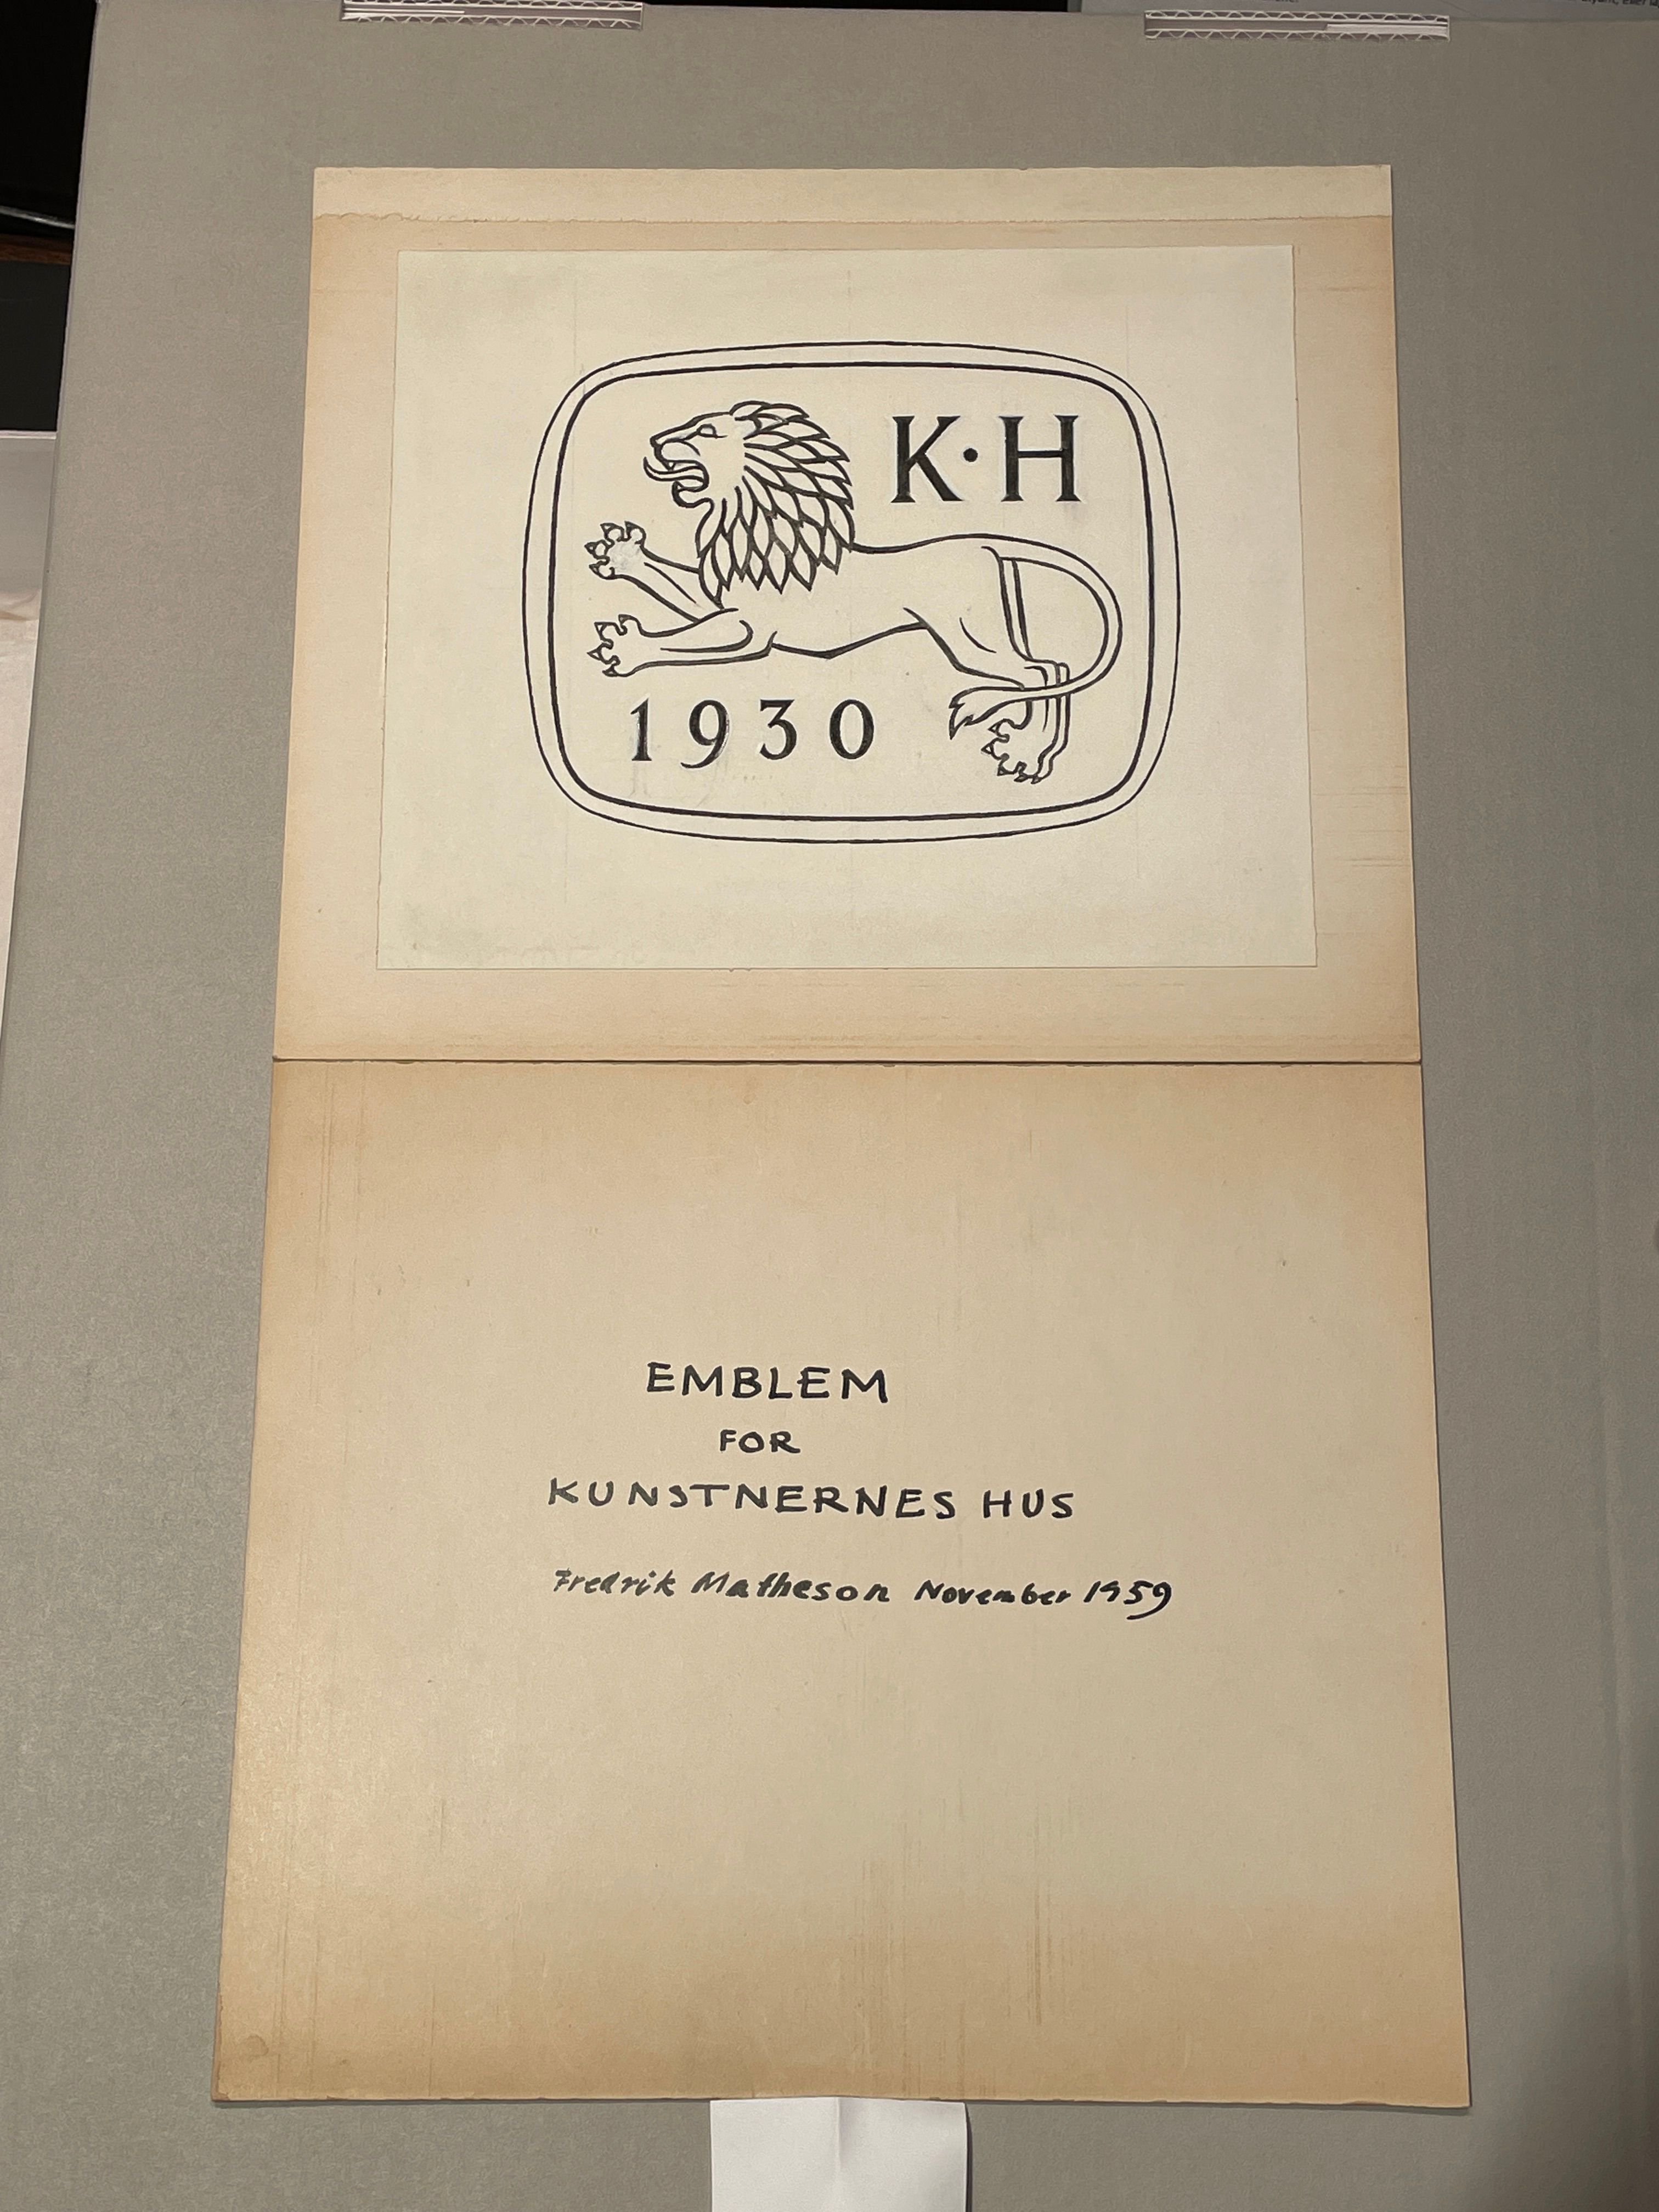 K·H
1930
EMBLEM
FOR
KUNSTNERNES HUS
Fredrik Matheson November 1959